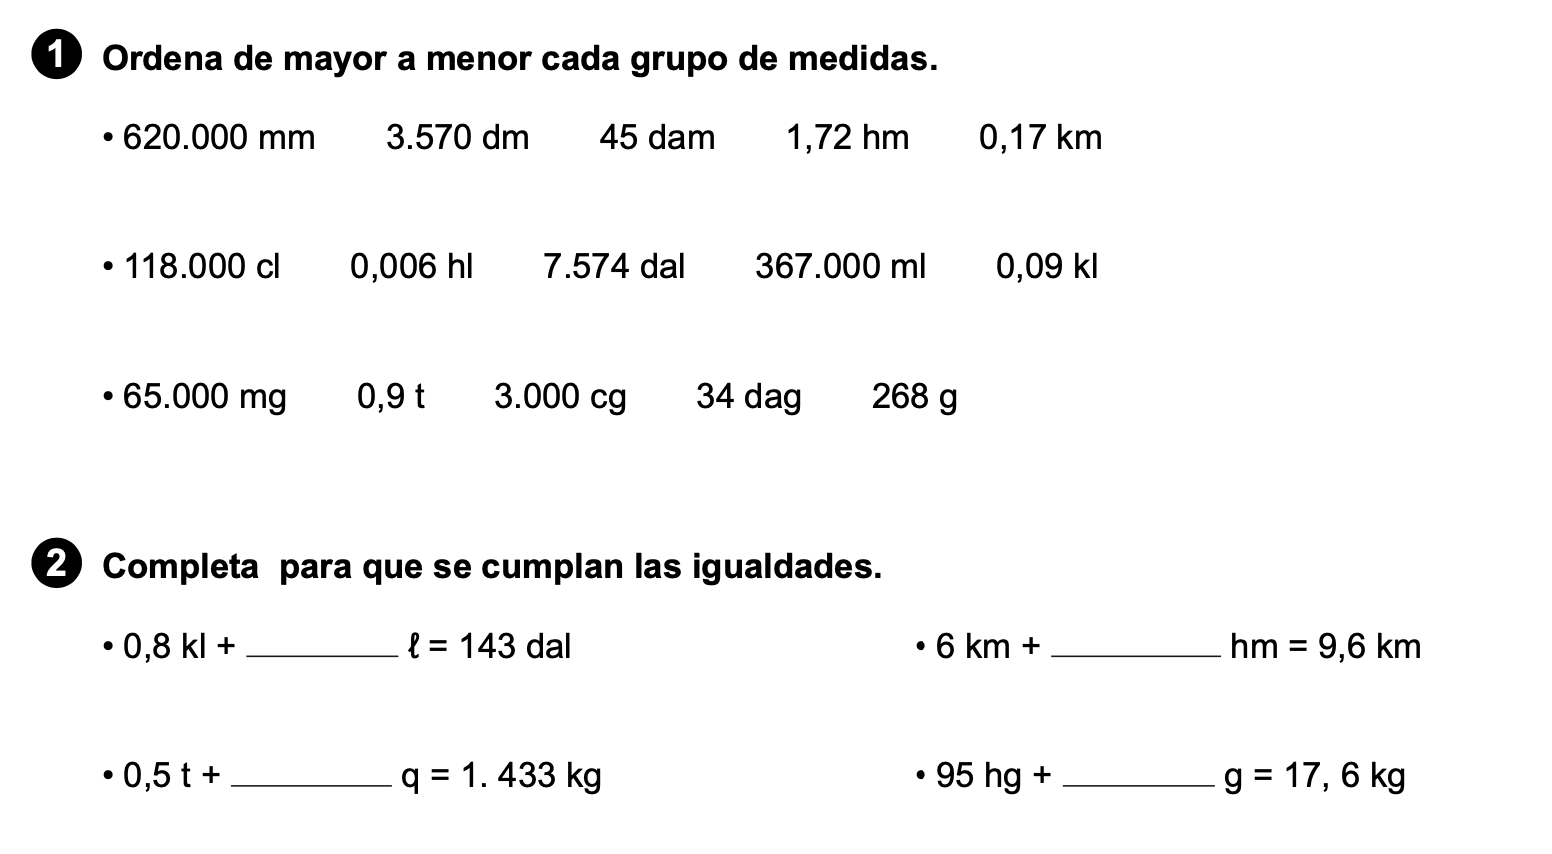 1 Ordena de mayor a menor cada grupo de medidas.
• 620.000 mm 3.570 dm 45 dam 1,72 hm 0,17 km
• 118.000 cl 0,006 hl 7.574 dal 367.000 ml 0,09 kl
• 65.000 mg 0,9 t 3.000 cg 34 dag 268 g
2 Completa para que se cumplan las igualdades.
• 0,8 kl + ________ ℓ = 143 dal • 6 km + ________ hm = 9,6 km
• 0,5 t + ________ q = 1. 433 kg • 95 hg + ________ g = 17, 6 kg